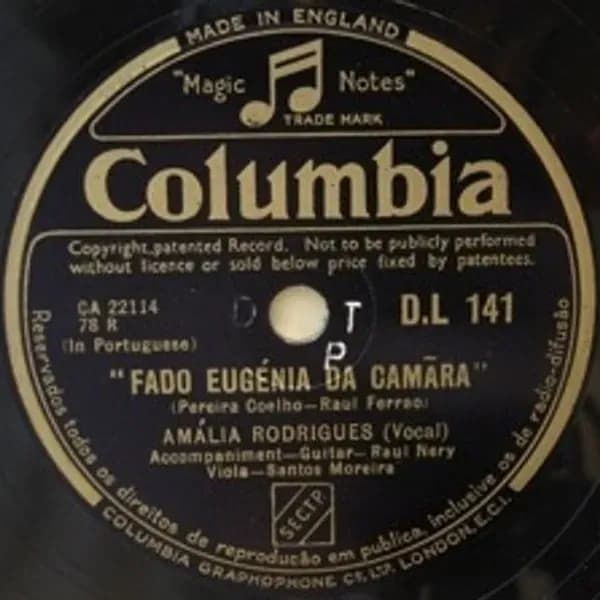 MADE IN ENGLAND
"Magic Notes"
TRADE MARK
Columbia
Copyright, patented Record. Not to be publicly performed
without licence or sold below price fixed by patentees.
CA 22114
78 R
(In Portuguese)
D T
P
D.L 141
"FADO EUGÉNIA DA CAMÃRA"
(Pereira Coelho—Raul Ferrao)
AMÁLIA RODRIGUES (Vocal)
Accompaniment—Guitar—Raul Nery
Viola—Santos Moreira
SECTP.
Reservados todos os direitos de reproducão em publica, inclusive os de radio-difusão
COLUMBIA GRAPHOPHONE CO. LTD. LONDON, E.C.I.